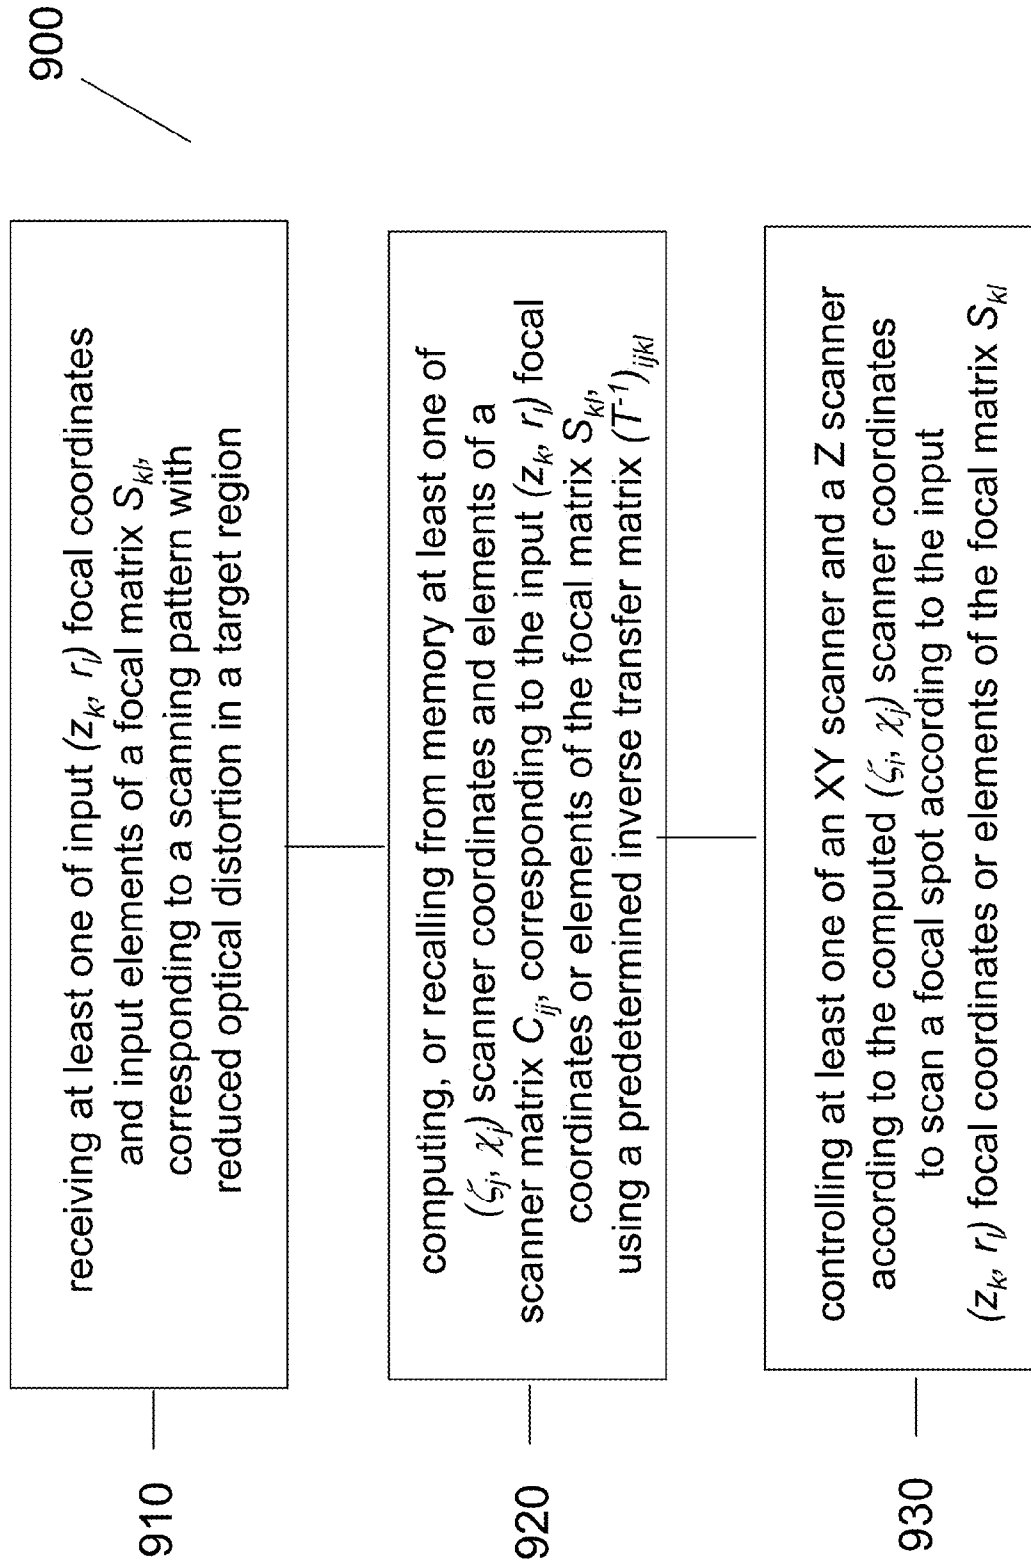 900
910
receiving at least one of input (z_k, r_l) focal coordinates
and input elements of a focal matrix S_kl,
corresponding to a scanning pattern with
reduced optical distortion in a target region
920
computing, or recalling from memory at least one of
(ζ_j, χ_j) scanner coordinates and elements of a
scanner matrix C_ij, corresponding to the input (z_k, r_l) focal
coordinates or elements of the focal matrix S_kl,
using a predetermined inverse transfer matrix (T^-1)_ijkl
930
controlling at least one of an XY scanner and a Z scanner
according to the computed (ζ_i, χ_j) scanner coordinates
to scan a focal spot according to the input
(z_k, r_l) focal coordinates or elements of the focal matrix S_kl